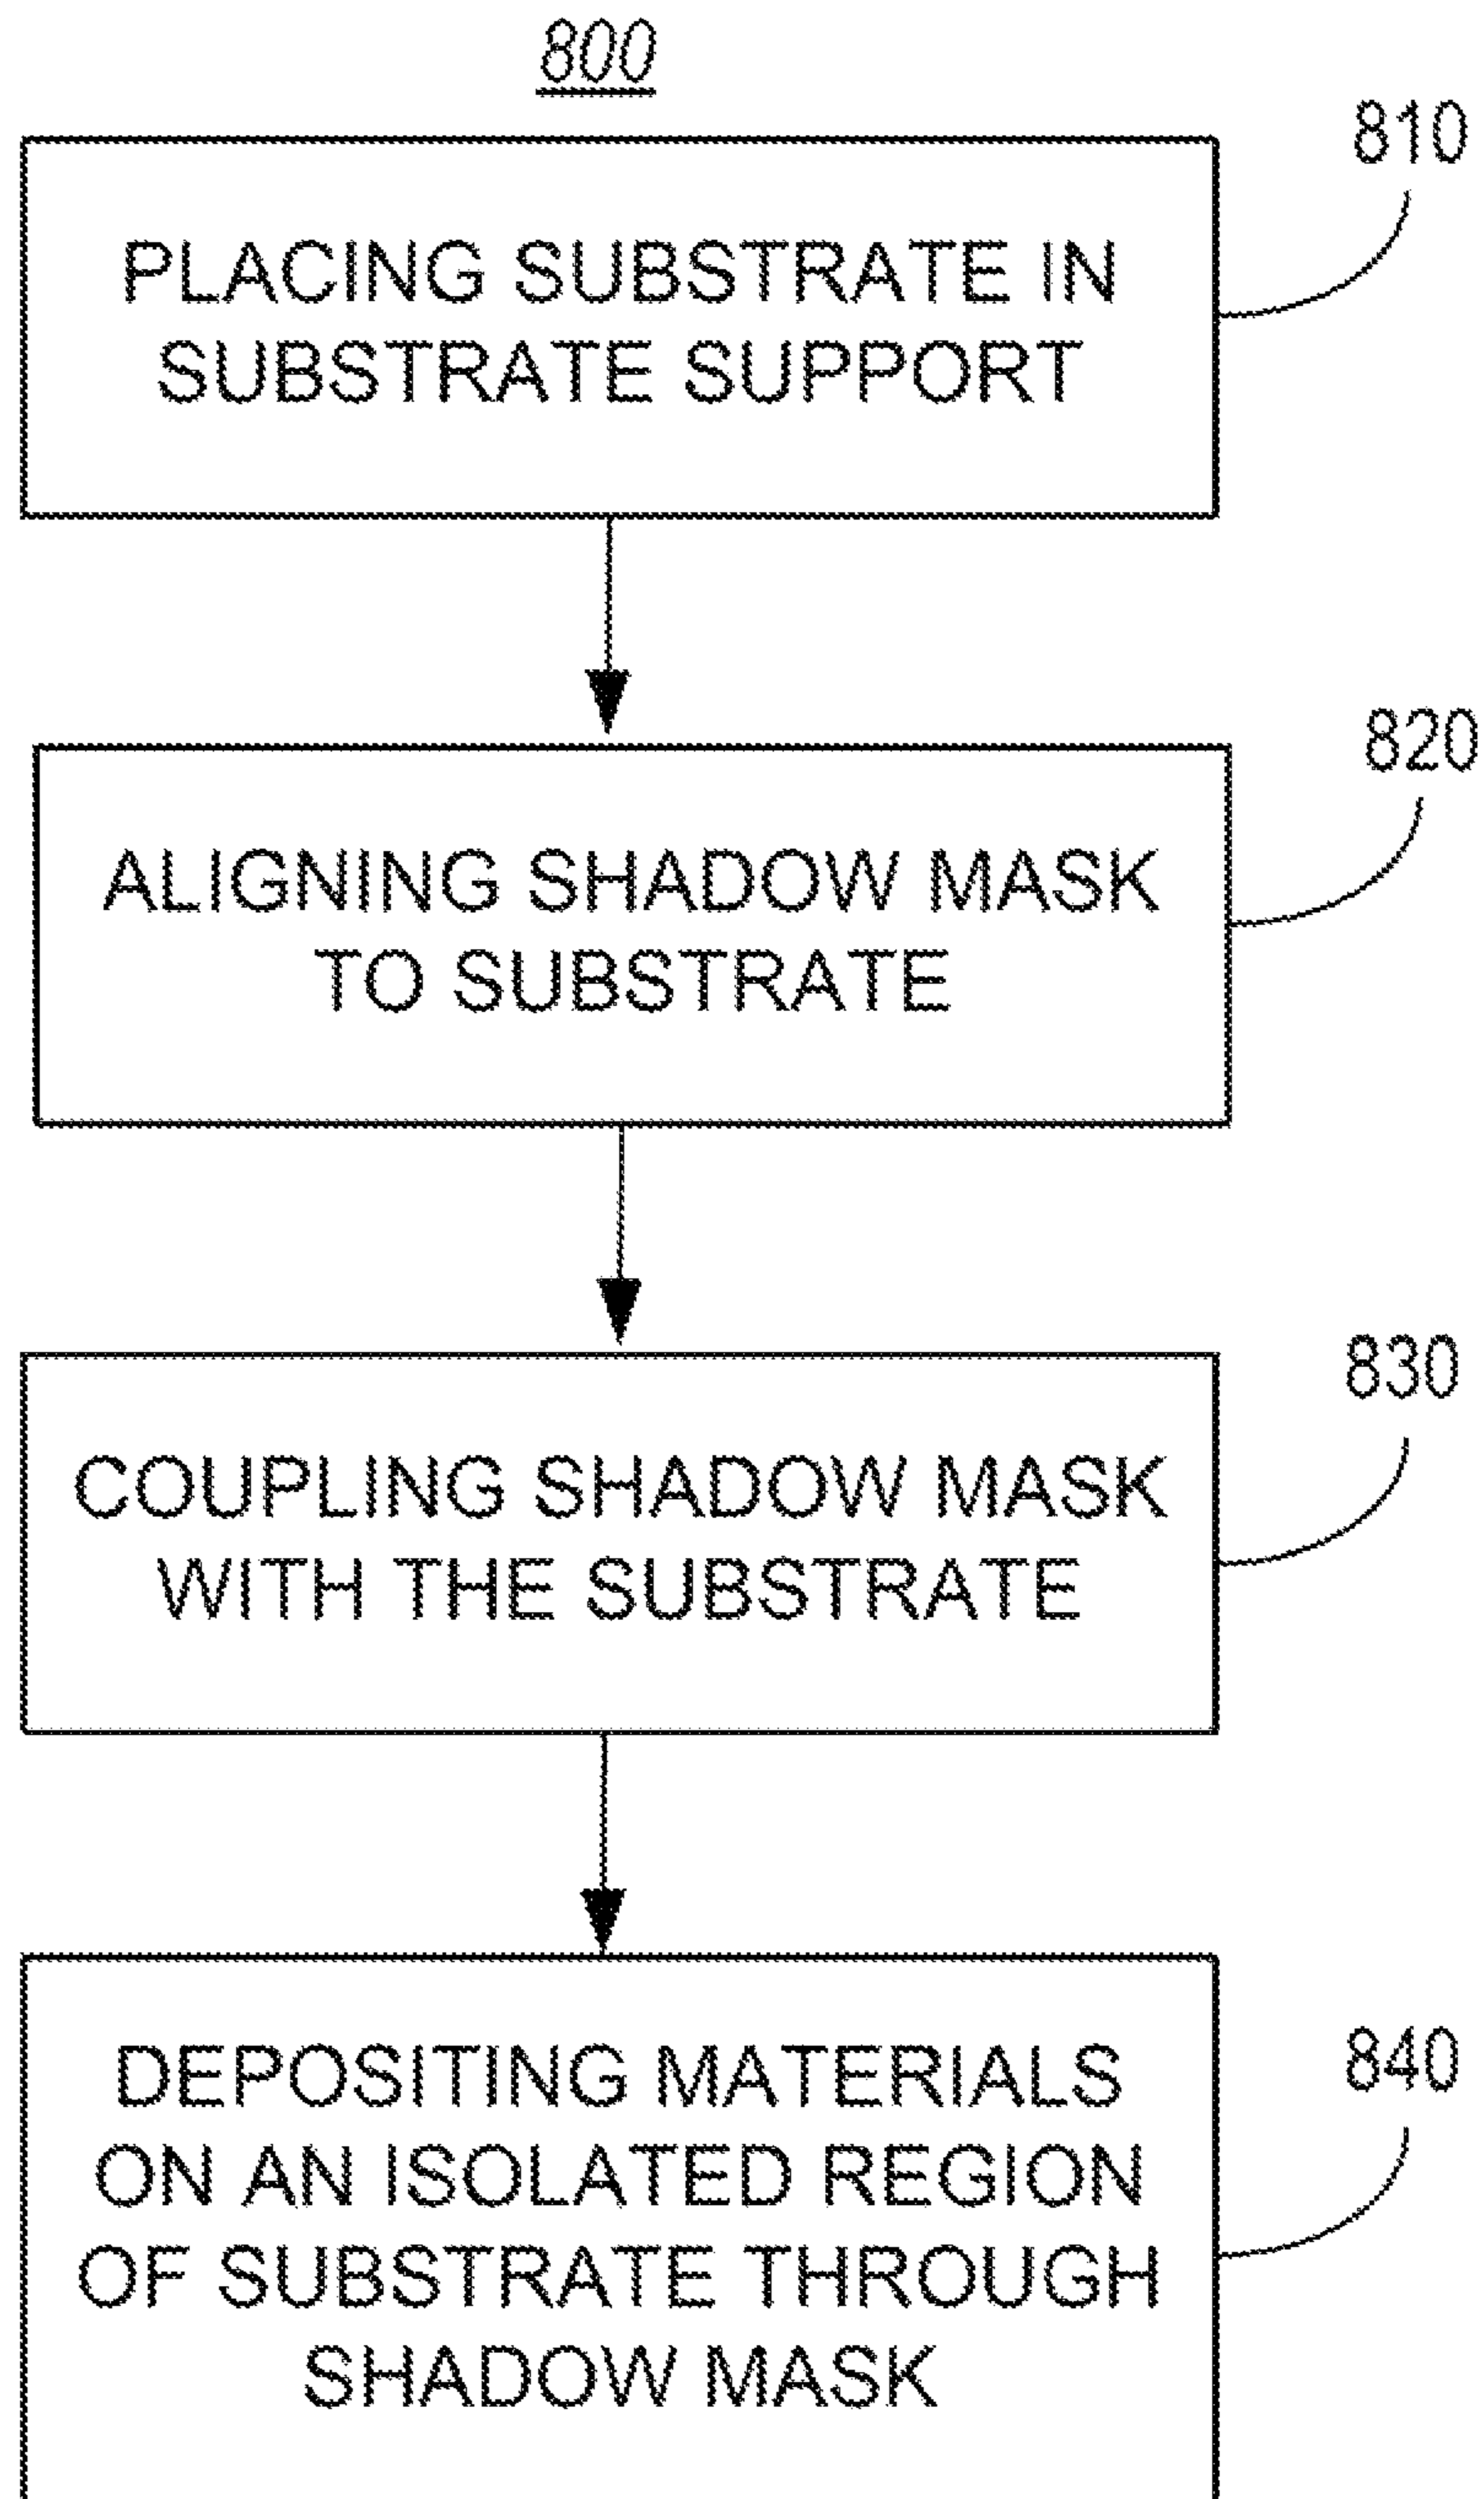 800
810
PLACING SUBSTRATE IN
SUBSTRATE SUPPORT
820
ALIGNING SHADOW MASK
TO SUBSTRATE
830
COUPLING SHADOW MASK
WITH THE SUBSTRATE
840
DEPOSITING MATERIALS
ON AN ISOLATED REGION
OF SUBSTRATE THROUGH
SHADOW MASK